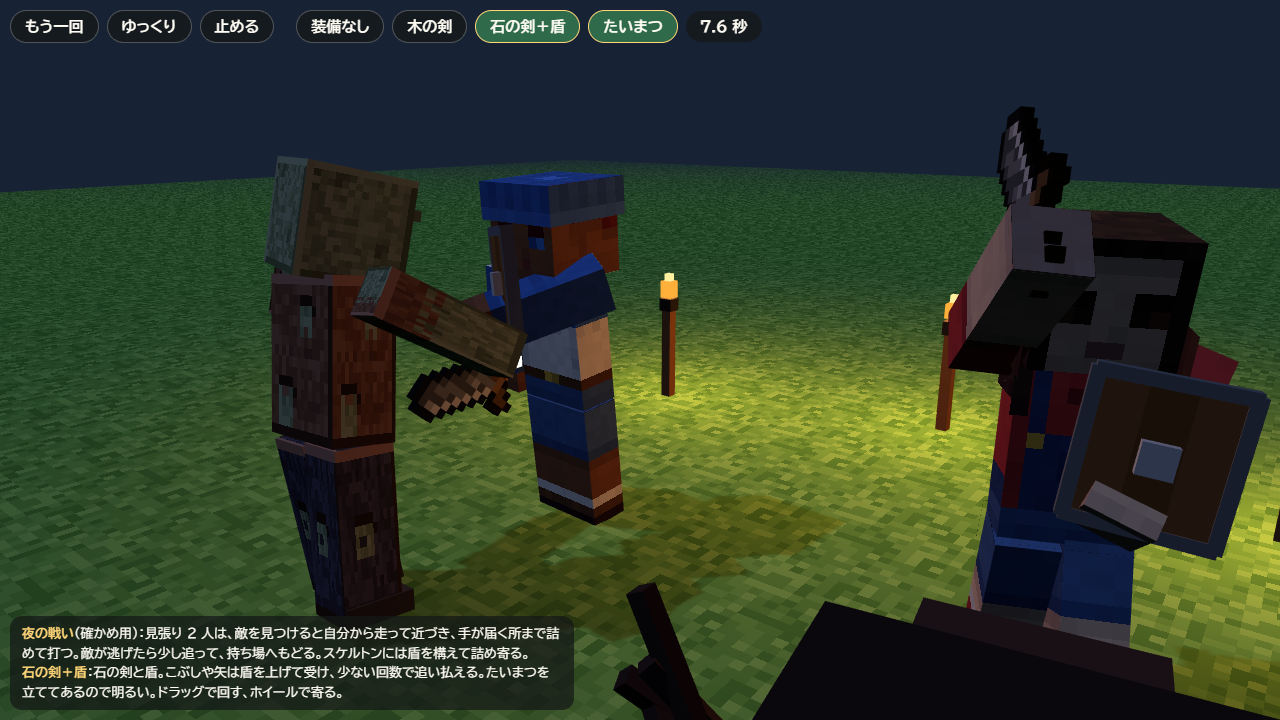 もう一回 ゆっくり 止める 装備なし 木の剣 石の剣＋盾 たいまつ 7.6 秒
夜の戦い（確かめ用）：見張り 2 人は、敵を見つけると自分から走って近づき、手が届く所まで詰
めて打つ。敵が逃げたら少し追って、持ち場へもどる。スケルトンには盾を構えて詰め寄る。
石の剣＋盾：石の剣と盾。こぶしや矢は盾を上げて受け、少ない回数で追い払える。たいまつを
立ててあるので明るい。ドラッグで回す、ホイールで寄る。